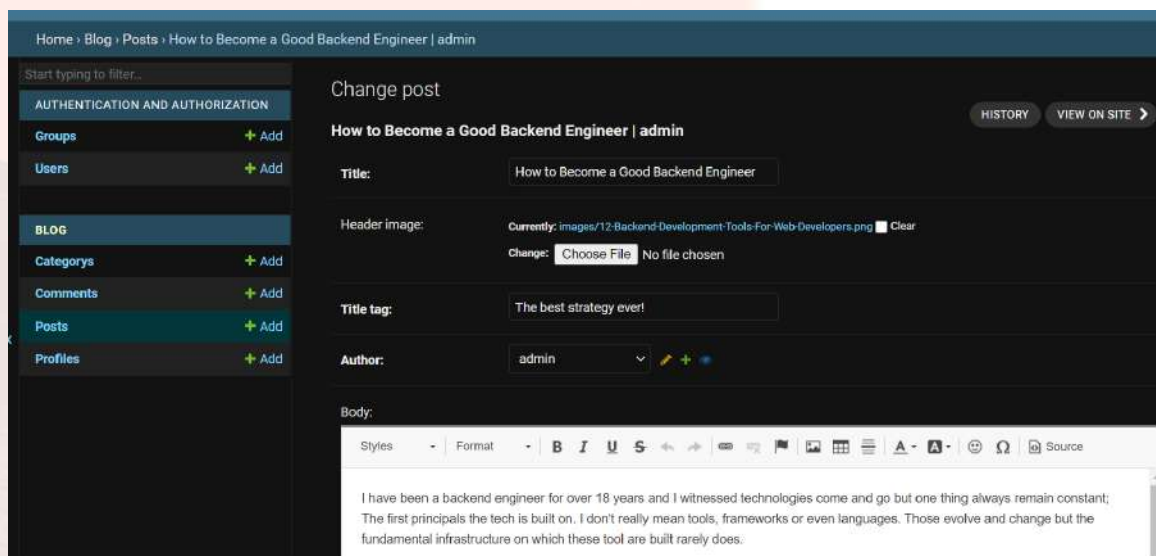 Home › Blog › Posts › How to Become a Good Backend Engineer | admin
Start typing to filter...
AUTHENTICATION AND AUTHORIZATION
Groups + Add
Users + Add
BLOG
Categorys + Add
Comments + Add
Posts + Add
Profiles + Add
Change post
HISTORY VIEW ON SITE
How to Become a Good Backend Engineer | admin
Title: How to Become a Good Backend Engineer
Header image: Currently: images/12-Backend-Development-Tools-For-Web-Developers.png Clear
Change: Choose File No file chosen
Title tag: The best strategy ever!
Author: admin
Body:
Styles Format B I U S A A Ω Source
I have been a backend engineer for over 18 years and I witnessed technologies come and go but one thing always remain constant;
The first principals the tech is built on. I don't really mean tools, frameworks or even languages. Those evolve and change but the
fundamental infrastructure on which these tool are built rarely does.